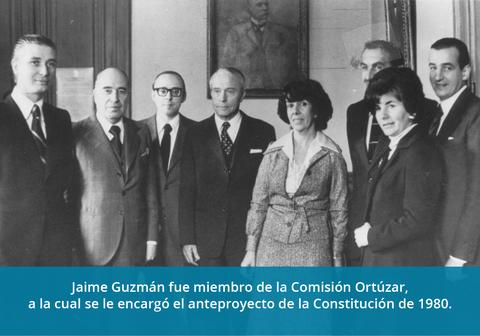 Jaime Guzmán fue miembro de la Comisión Ortúzar,
a la cual se le encargó el anteproyecto de la Constitución de 1980.